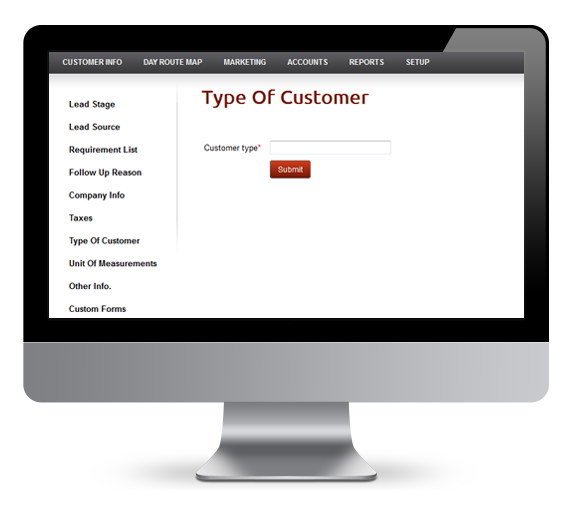 CUSTOMER INFO DAY ROUTE MAP MARKETING ACCOUNTS REPORTS SETUP
Lead Stage
Lead Source
Requirement List
Follow Up Reason
Company Info
Taxes
Type Of Customer
Unit Of Measurements
Other Info.
Custom Forms
Type Of Customer
Customer type*
Submit